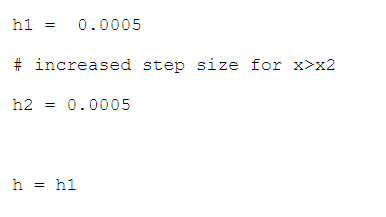 h1 =  0.0005
# increased step size for x>x2
h2 = 0.0005
h = h1